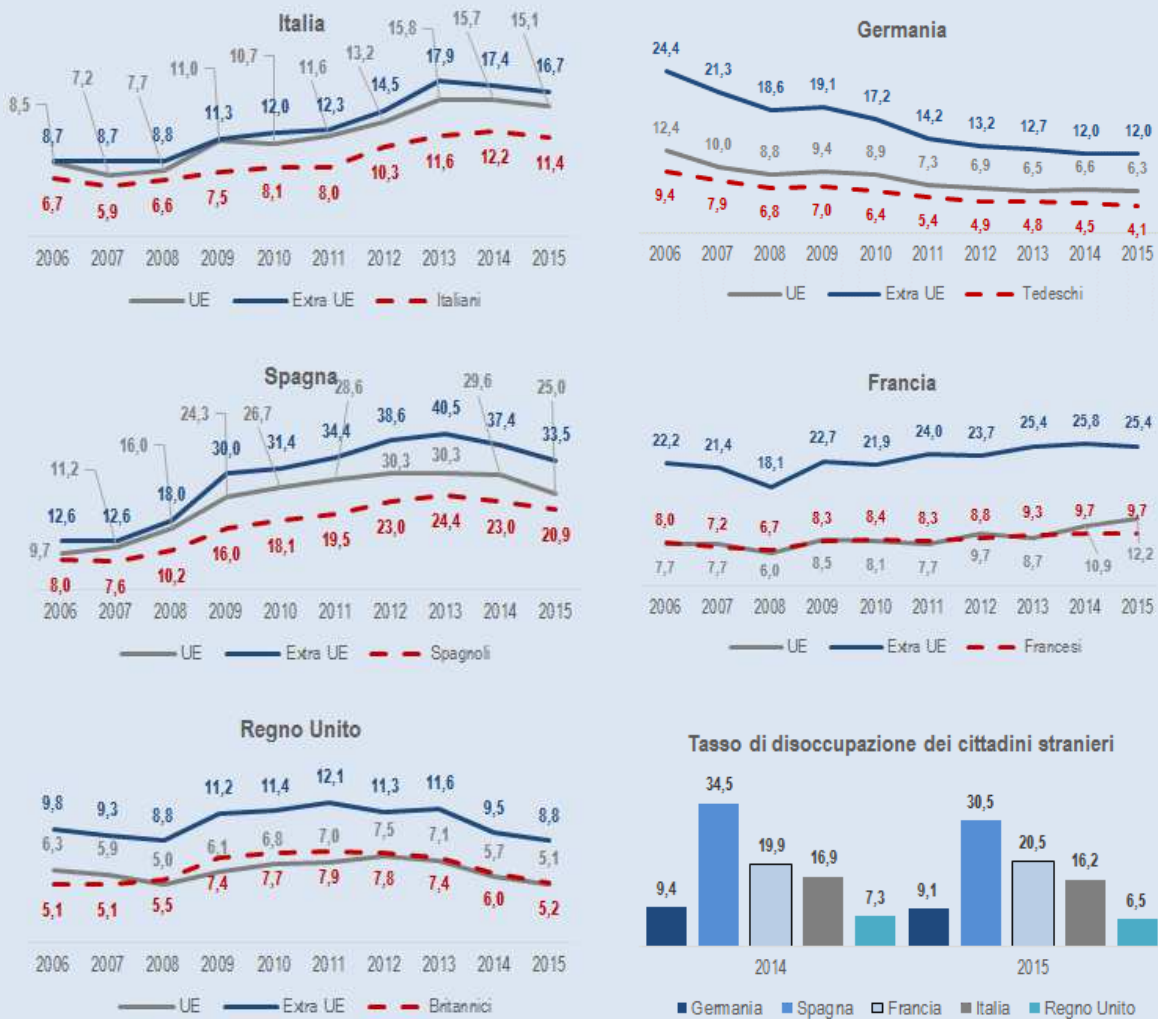 Italia
15,8 15,7 15,1
8,5 7,2 7,7 11,0 10,7 11,6 13,2
8,7 8,7 8,8 11,3 12,0 12,3 14,5 17,9 17,4 16,7
6,7 5,9 6,6 7,5 8,1 8,0 10,3 11,6 12,2 11,4
2006 2007 2008 2009 2010 2011 2012 2013 2014 2015
UE Extra UE Italiani
Germania
24,4 21,3 18,6 19,1 17,2 14,2 13,2 12,7 12,0 12,0
12,4 10,0 8,8 9,4 8,9 7,3 6,9 6,5 6,6 6,3
9,4 7,9 6,8 7,0 6,4 5,4 4,9 4,8 4,5 4,1
2006 2007 2008 2009 2010 2011 2012 2013 2014 2015
UE Extra UE Tedeschi
Spagna
11,2 16,0 24,3 26,7 28,6 29,6 25,0
12,6 12,6 18,0 30,0 31,4 34,4 38,6 40,5 37,4 33,5
9,7 30,3 30,3
8,0 7,6 10,2 16,0 18,1 19,5 23,0 24,4 23,0 20,9
2006 2007 2008 2009 2010 2011 2012 2013 2014 2015
UE Extra UE Spagnoli
Francia
22,2 21,4 18,1 22,7 21,9 24,0 23,7 25,4 25,8 25,4
8,0 7,2 6,7 8,3 8,4 8,3 8,8 9,3 9,7 9,7
7,7 7,7 6,0 8,5 8,1 7,7 9,7 8,7 10,9 12,2
2006 2007 2008 2009 2010 2011 2012 2013 2014 2015
UE Extra UE Francesi
Regno Unito
9,8 9,3 8,8 11,2 11,4 12,1 11,3 11,6 9,5 8,8
6,3 5,9 5,0 6,1 6,8 7,0 7,5 7,1 5,7 5,1
5,1 5,1 5,5 7,4 7,7 7,9 7,8 7,4 6,0 5,2
2006 2007 2008 2009 2010 2011 2012 2013 2014 2015
UE Extra UE Britannici
Tasso di disoccupazione dei cittadini stranieri
9,4 34,5 19,9 16,9 7,3 9,1 30,5 20,5 16,2 6,5
2014 2015
Germania Spagna Francia Italia Regno Unito